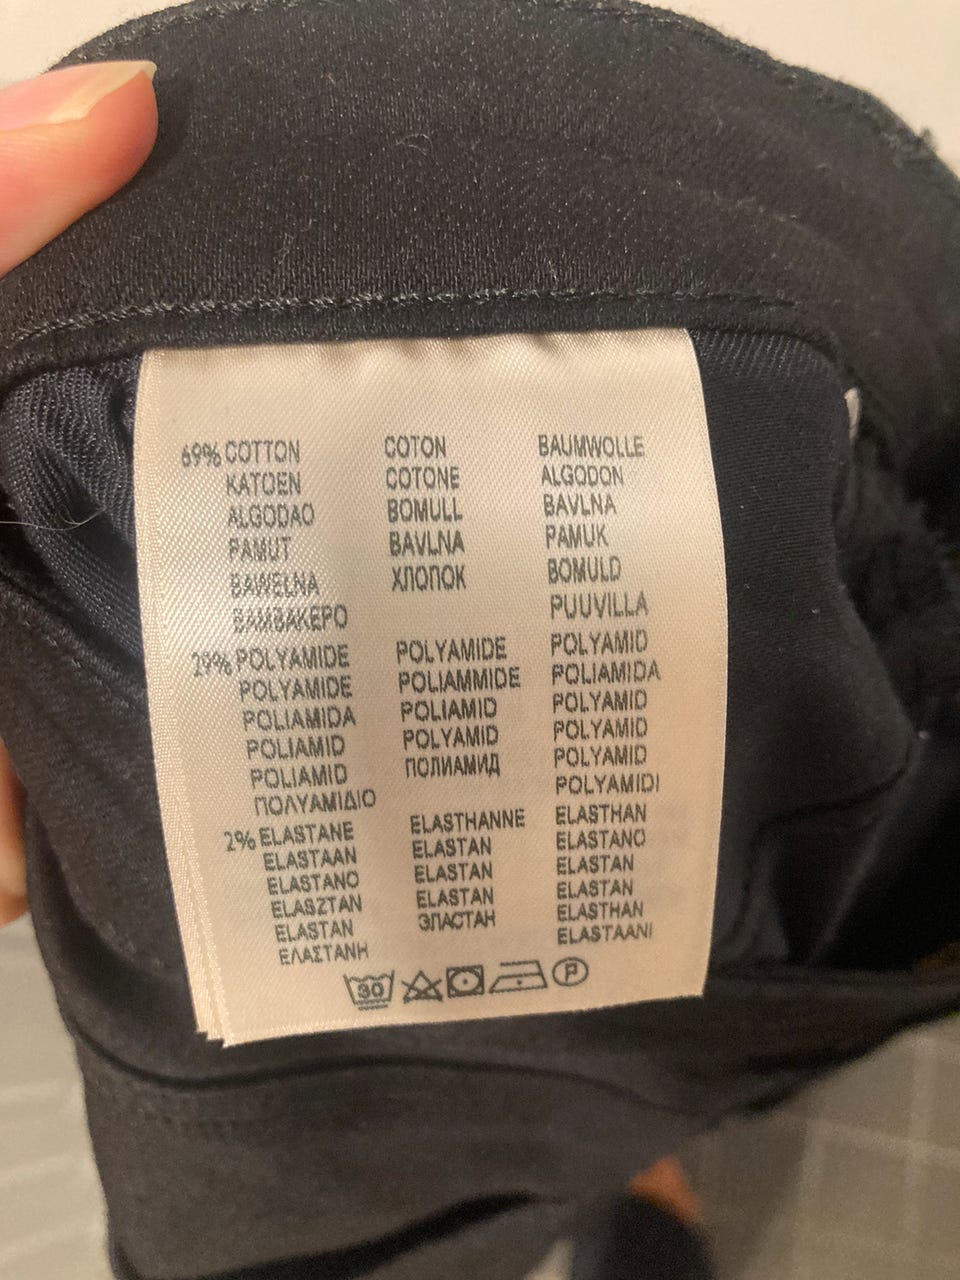 69% COTTON COTON BAUMWOLLE
KATOEN COTONE ALGODON
ALGODAO BOMULL BAVLNA
PAMUT BAVLNA PAMUK
BAWEŁNA ХЛОПОК BOMULD
ΒΑΜΒΑΚΕΡΟ PUUVILLA
29% POLYAMIDE POLYAMIDE POLYAMID
POLYAMIDE POLIAMMIDE POLIAMIDA
POLIAMIDA POLIAMID POLYAMID
POLIAMID POLYAMID POLYAMID
POLIAMID ПОЛИАМИД POLYAMID
ΠΟΛΥΑΜΙΔΙΟ POLYAMIDI
2% ELASTANE ELASTHANNE ELASTHAN
ELASTAAN ELASTAN ELASTANO
ELASTANO ELASTAN ELASTAN
ELASZTAN ELASTAN ELASTAN
ELASTAN ЭЛАСТАН ELASTHAN
ΕΛΑΣΤΑΝΗ ELASTAANI
30 P